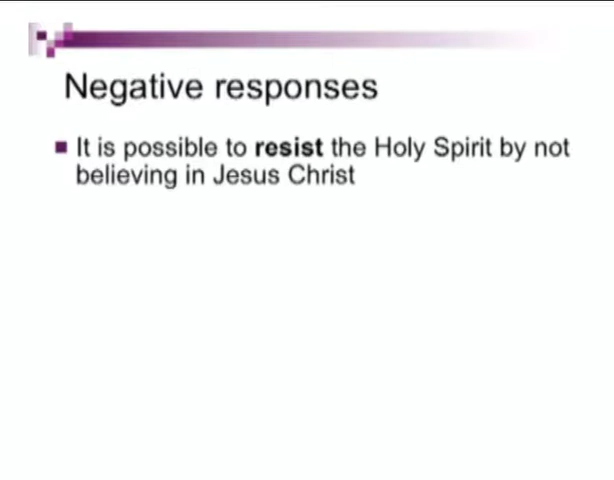 Negative responses
It is possible to resist the Holy Spirit by not
believing in Jesus Christ